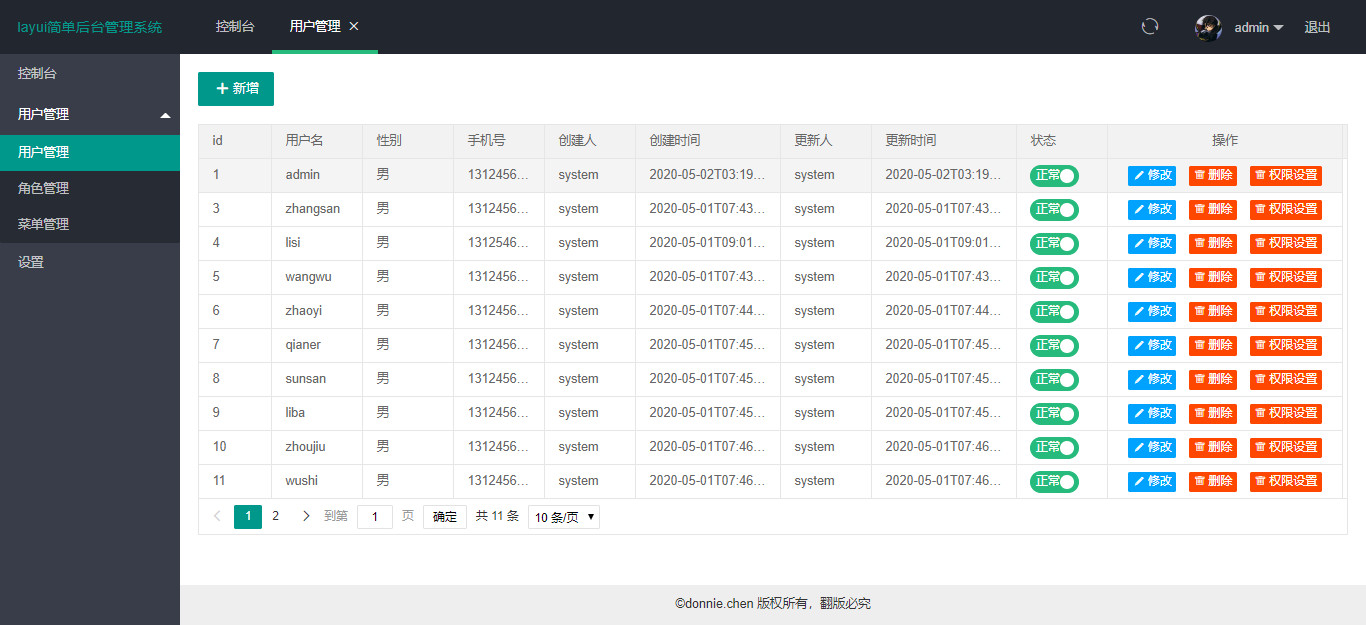 layui简单后台管理系统 控制台 用户管理 × admin 退出
控制台
用户管理
用户管理
角色管理
菜单管理
设置
+ 新增
id 用户名 性别 手机号 创建人 创建时间 更新人 更新时间 状态 操作
1 admin 男 1312456... system 2020-05-02T03:19... system 2020-05-02T03:19... 正常 修改 删除 权限设置
3 zhangsan 男 1312456... system 2020-05-01T07:43... system 2020-05-01T07:43... 正常 修改 删除 权限设置
4 lisi 男 1312546... system 2020-05-01T09:01... system 2020-05-01T09:01... 正常 修改 删除 权限设置
5 wangwu 男 1312456... system 2020-05-01T07:43... system 2020-05-01T07:43... 正常 修改 删除 权限设置
6 zhaoyi 男 1312456... system 2020-05-01T07:44... system 2020-05-01T07:44... 正常 修改 删除 权限设置
7 qianer 男 1312456... system 2020-05-01T07:45... system 2020-05-01T07:45... 正常 修改 删除 权限设置
8 sunsan 男 1312456... system 2020-05-01T07:45... system 2020-05-01T07:45... 正常 修改 删除 权限设置
9 liba 男 1312456... system 2020-05-01T07:45... system 2020-05-01T07:45... 正常 修改 删除 权限设置
10 zhoujiu 男 1312456... system 2020-05-01T07:46... system 2020-05-01T07:46... 正常 修改 删除 权限设置
11 wushi 男 1312456... system 2020-05-01T07:46... system 2020-05-01T07:46... 正常 修改 删除 权限设置
1 2 到第 1 页 确定 共 11 条 10 条/页
©donnie.chen 版权所有，翻版必究